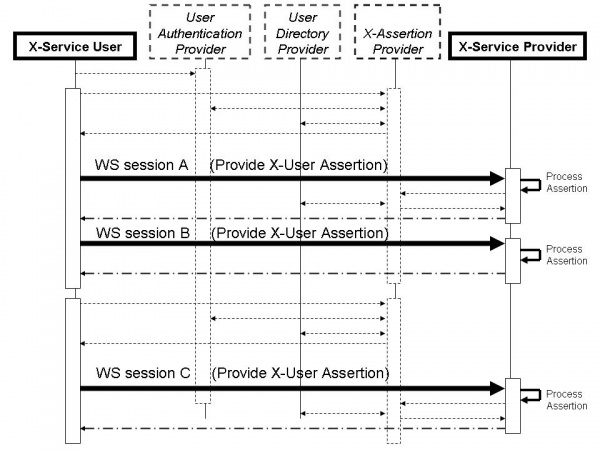 X-Service User
User
Authentication
Provider
User
Directory
Provider
X-Assertion
Provider
X-Service Provider
WS session A (Provide X-User Assertion)
Process
Assertion
WS session B (Provide X-User Assertion)
Process
Assertion
WS session C (Provide X-User Assertion)
Process
Assertion